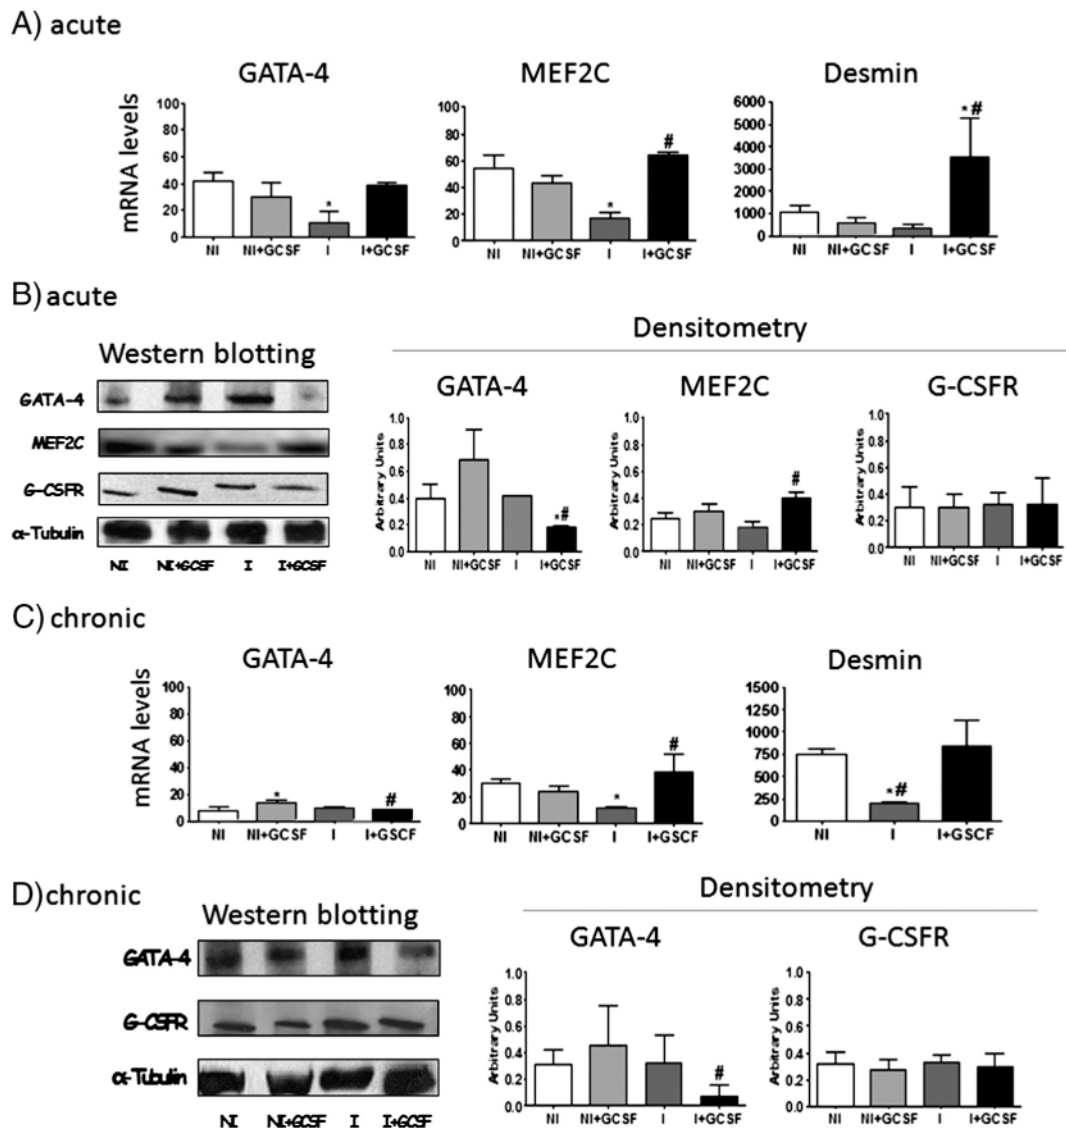 A) acute
GATA-4 MEF2C Desmin
mRNA levels
100 80 60 40 20 0
NI NI+GCSF I I+GCSF
*
100 80 60 40 20 0
NI NI+GCSF I I+GCSF
* #
6000 5000 4000 3000 2000 1000 0
NI NI+GCSF I I+GCSF
*#
B) acute
Densitometry
Western blotting
GATA-4
MEF2C
G-CSFR
α-Tubulin
NI NI+GCSF I I+GCSF
GATA-4 MEF2C G-CSFR
Arbitrary Units
1.0 0.8 0.6 0.4 0.2 0.0
NI NI+GCSF I I+GCSF
*#
Arbitrary Units
1.0 0.8 0.6 0.4 0.2 0.0
NI NI+GCSF I I+GCSF
#
Arbitrary Units
1.0 0.8 0.6 0.4 0.2 0.0
NI NI+GCSF I I+GCSF
C) chronic
GATA-4 MEF2C Desmin
mRNA levels
100 80 60 40 20 0
NI NI+GCSF I I+GSCF
* #
100 80 60 40 20 0
NI NI+GCSF I I+GSCF
* #
1500 1250 1000 750 500 250 0
NI I I+GSCF
*#
D) chronic
Densitometry
Western blotting
GATA-4
G-CSFR
α-Tubulin
NI NI+GCSF I I+GCSF
GATA-4 G-CSFR
Arbitrary Units
1.0 0.8 0.6 0.4 0.2 0.0
NI NI+GCSF I I+GCSF
#
Arbitrary Units
1.0 0.8 0.6 0.4 0.2 0.0
NI NI+GCSF I I+GCSF